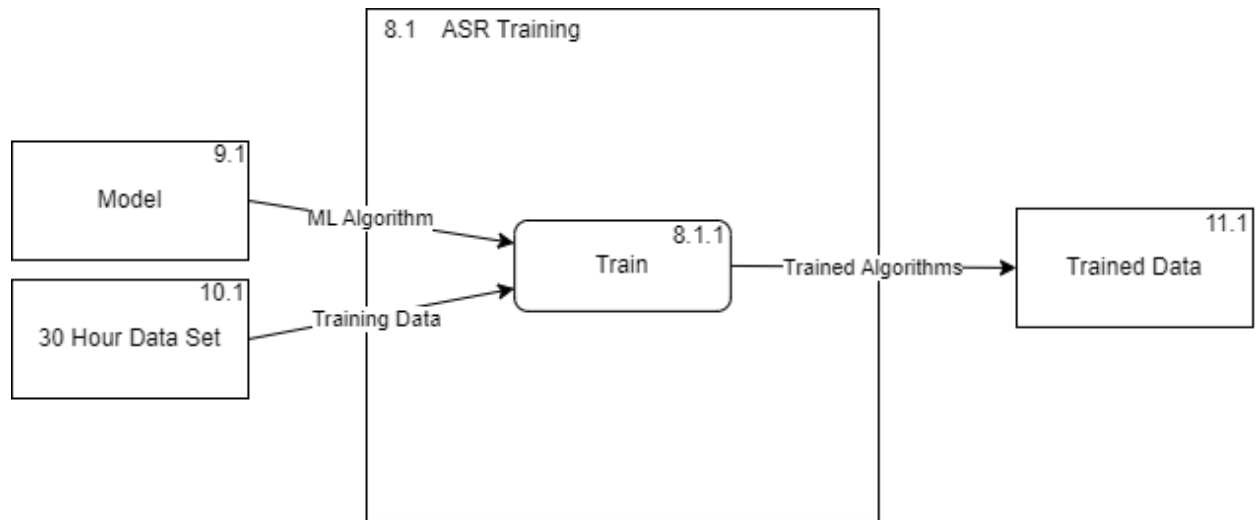 8.1 ASR Training
9.1
Model
ML Algorithm
10.1
30 Hour Data Set
Training Data
8.1.1
Train
Trained Algorithms
11.1
Trained Data